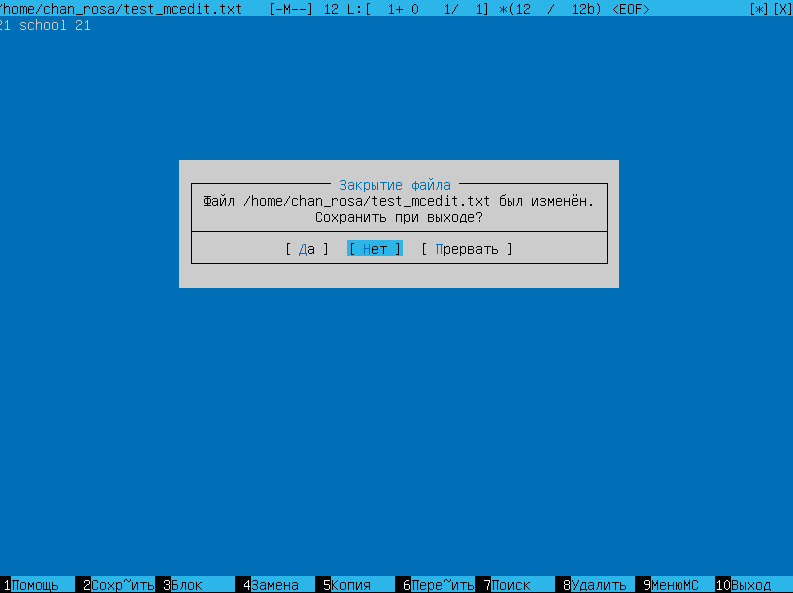 /home/chan_rosa/test_mcedit.txt [-M--] 12 L:[ 1+ 0 1/ 1] *(12 / 12b) <EOF> [*][X]
21 school 21
Закрытие файла
Файл /home/chan_rosa/test_mcedit.txt был изменён.
Сохранить при выходе?
[ Да ] [ Нет ] [ Прервать ]
1Помощь 2Сохр~ить 3Блок 4Замена 5Копия 6Пере~ить 7Поиск 8Удалить 9МенюMC 10Выход